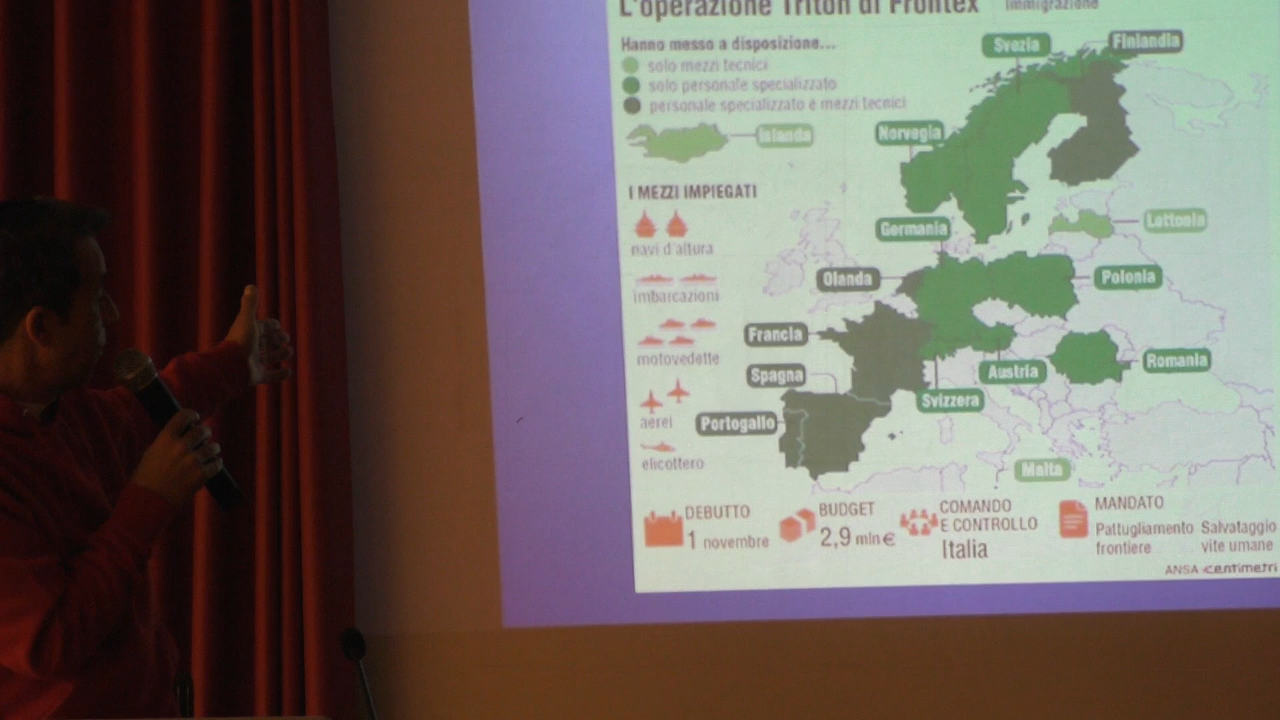 L'operazione Triton di Frontex
Immigrazione
Hanno messo a disposizione...
solo mezzi tecnici
solo personale specializzato
personale specializzato e mezzi tecnici
Svezia
Finlandia
Islanda
Norvegia
I MEZZI IMPIEGATI
navi d'altura
Germania
Lettonia
Olanda
Polonia
imbarcazioni
Francia
motovedette
Spagna
Austria
Romania
Svizzera
aerei
Portogallo
elicottero
Malta
DEBUTTO
1 novembre
BUDGET
2,9 mln €
COMANDO
E CONTROLLO
Italia
MANDATO
Pattugliamento
frontiere
Salvataggio
vite umane
ANSA centimetri